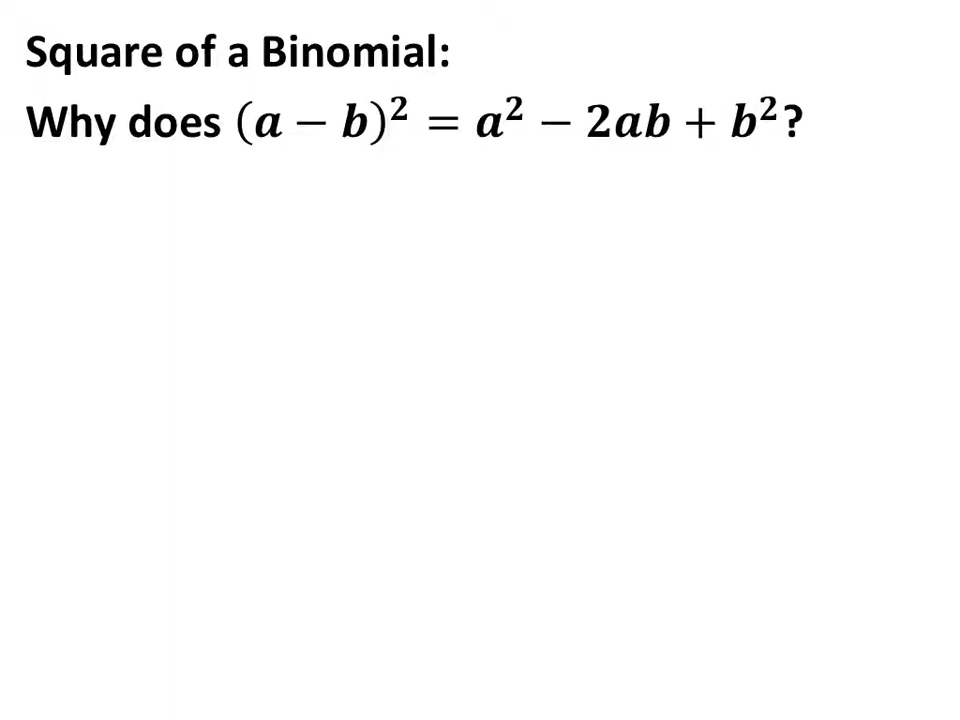 Square of a Binomial:
Why does (a − b)² = a² − 2ab + b²?